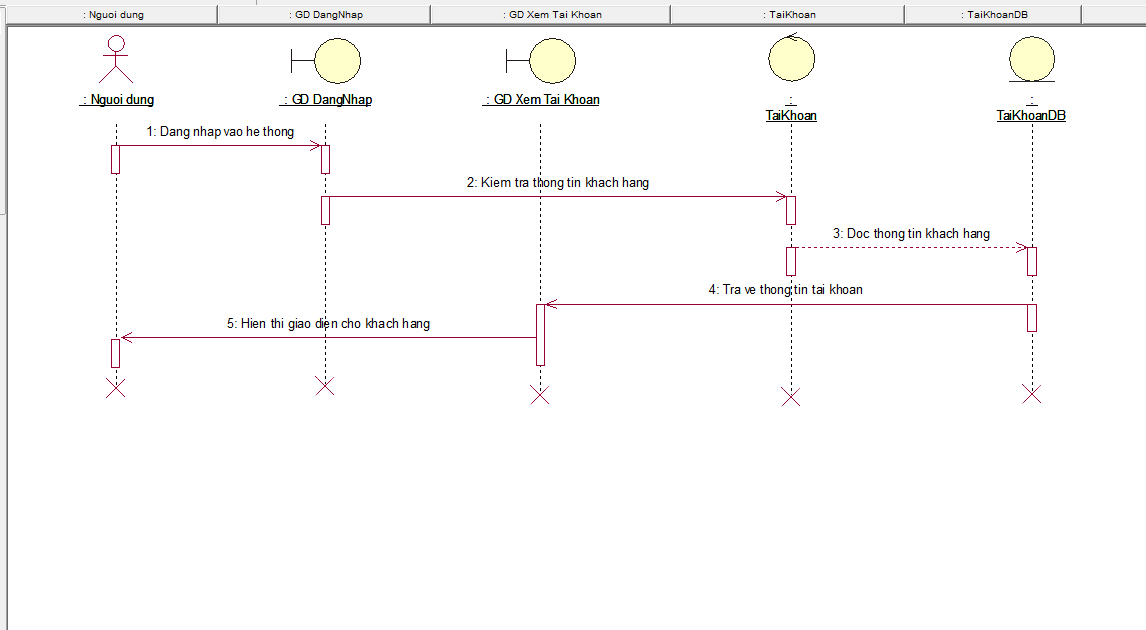 : Nguoi dung
: GD DangNhap
: GD Xem Tai Khoan
: TaiKhoan
: TaiKhoanDB
: Nguoi dung
: GD DangNhap
: GD Xem Tai Khoan
:
TaiKhoan
:
TaiKhoanDB
1: Dang nhap vao he thong
2: Kiem tra thong tin khach hang
3: Doc thong tin khach hang
4: Tra ve thong tin tai khoan
5: Hien thi giao dien cho khach hang